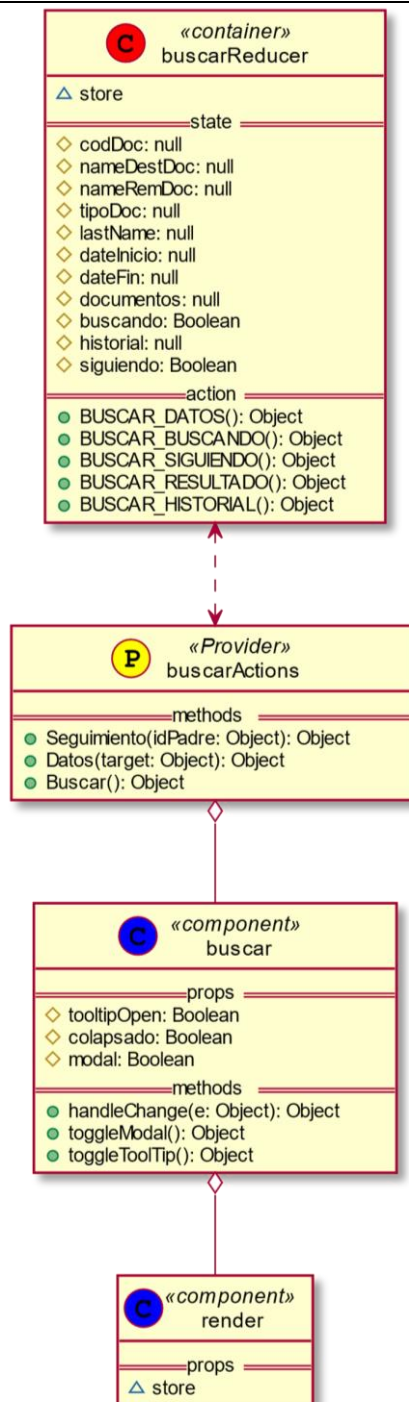 C
«container»
buscarReducer
store
state
codDoc: null
nameDestDoc: null
nameRemDoc: null
tipoDoc: null
lastName: null
dateInicio: null
dateFin: null
documentos: null
buscando: Boolean
historial: null
siguiendo: Boolean
action
BUSCAR_DATOS(): Object
BUSCAR_BUSCANDO(): Object
BUSCAR_SIGUIENDO(): Object
BUSCAR_RESULTADO(): Object
BUSCAR_HISTORIAL(): Object
P
«Provider»
buscarActions
methods
Seguimiento(idPadre: Object): Object
Datos(target: Object): Object
Buscar(): Object
C
«component»
buscar
props
tooltipOpen: Boolean
colapsado: Boolean
modal: Boolean
methods
handleChange(e: Object): Object
toggleModal(): Object
toggleToolTip(): Object
C
«component»
render
props
store